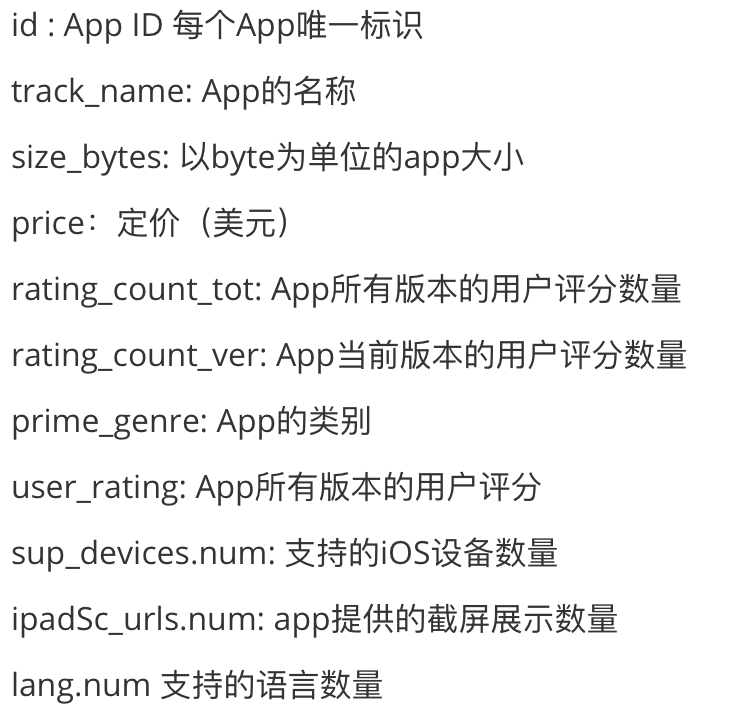 id : App ID 每个App唯一标识
track_name: App的名称
size_bytes: 以byte为单位的app大小
price：定价（美元）
rating_count_tot: App所有版本的用户评分数量
rating_count_ver: App当前版本的用户评分数量
prime_genre: App的类别
user_rating: App所有版本的用户评分
sup_devices.num: 支持的iOS设备数量
ipadSc_urls.num: app提供的截屏展示数量
lang.num 支持的语言数量